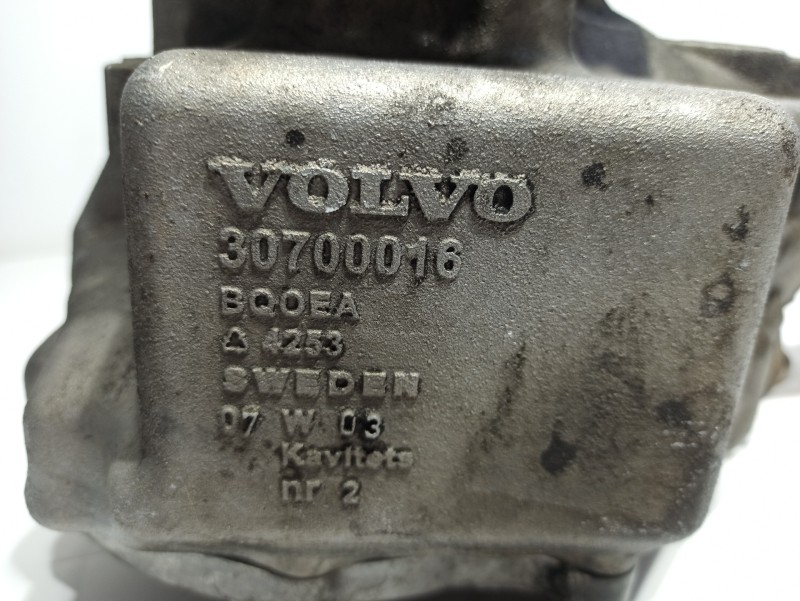 VOLVO
30700016
BQOEA
4253
SWEDEN
07 W 03
Kavitets
nr 2